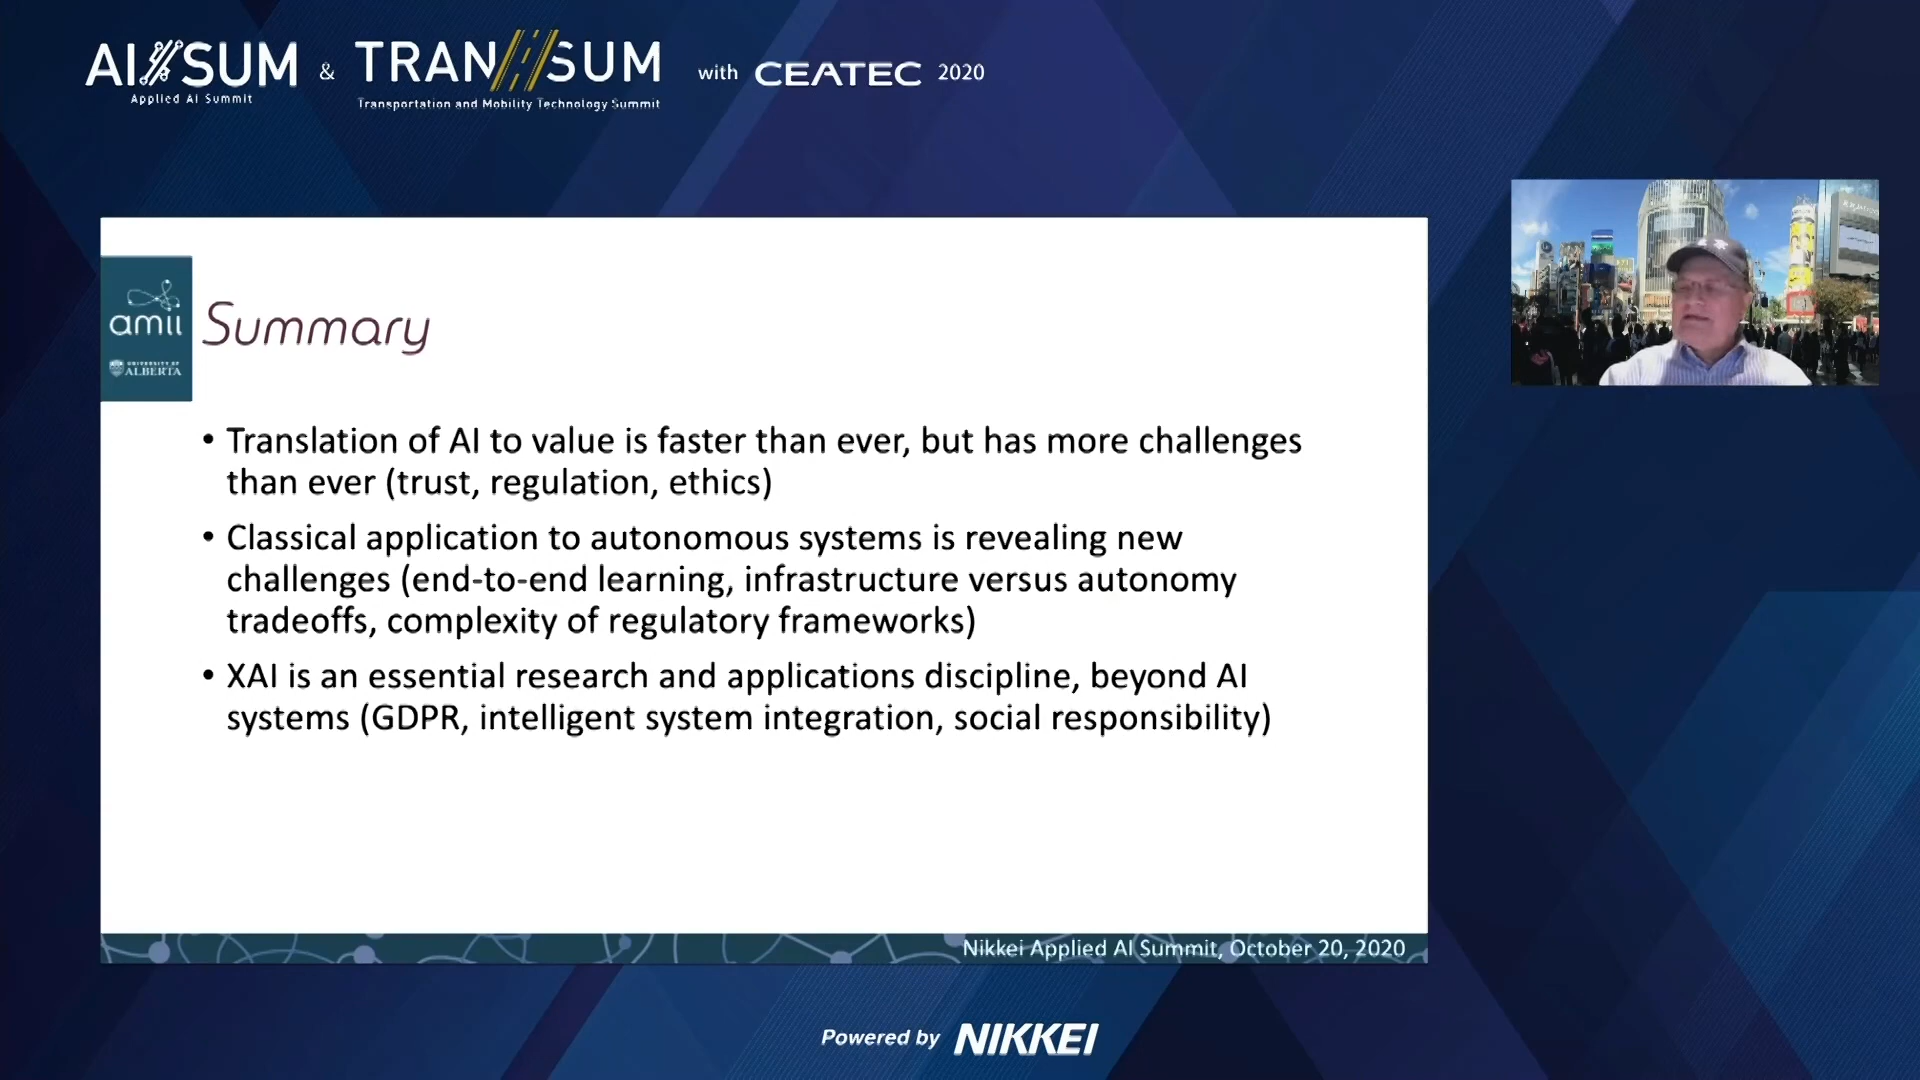 AI//SUM
Applied AI Summit
&
TRAN//SUM
Transportation and Mobility Technology Summit
with CEATEC 2020
amii
UNIVERSITY OF
ALBERTA
Summary
• Translation of AI to value is faster than ever, but has more challenges
than ever (trust, regulation, ethics)
• Classical application to autonomous systems is revealing new
challenges (end-to-end learning, infrastructure versus autonomy
tradeoffs, complexity of regulatory frameworks)
• XAI is an essential research and applications discipline, beyond AI
systems (GDPR, intelligent system integration, social responsibility)
Nikkei Applied AI Summit, October 20, 2020
Powered by NIKKEI